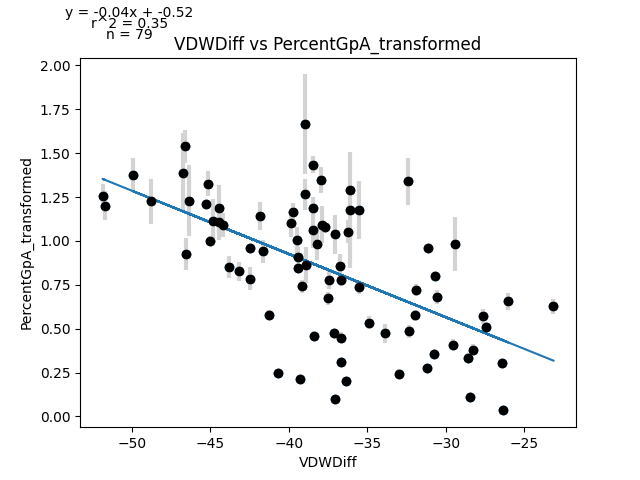 y = -0.04x + -0.52
r^2 = 0.35
n = 79
VDWDiff vs PercentGpA_transformed
2.00
1.75
1.50
1.25
1.00
0.75
0.50
0.25
0.00
PercentGpA_transformed
−50
−45
−40
−35
−30
−25
VDWDiff